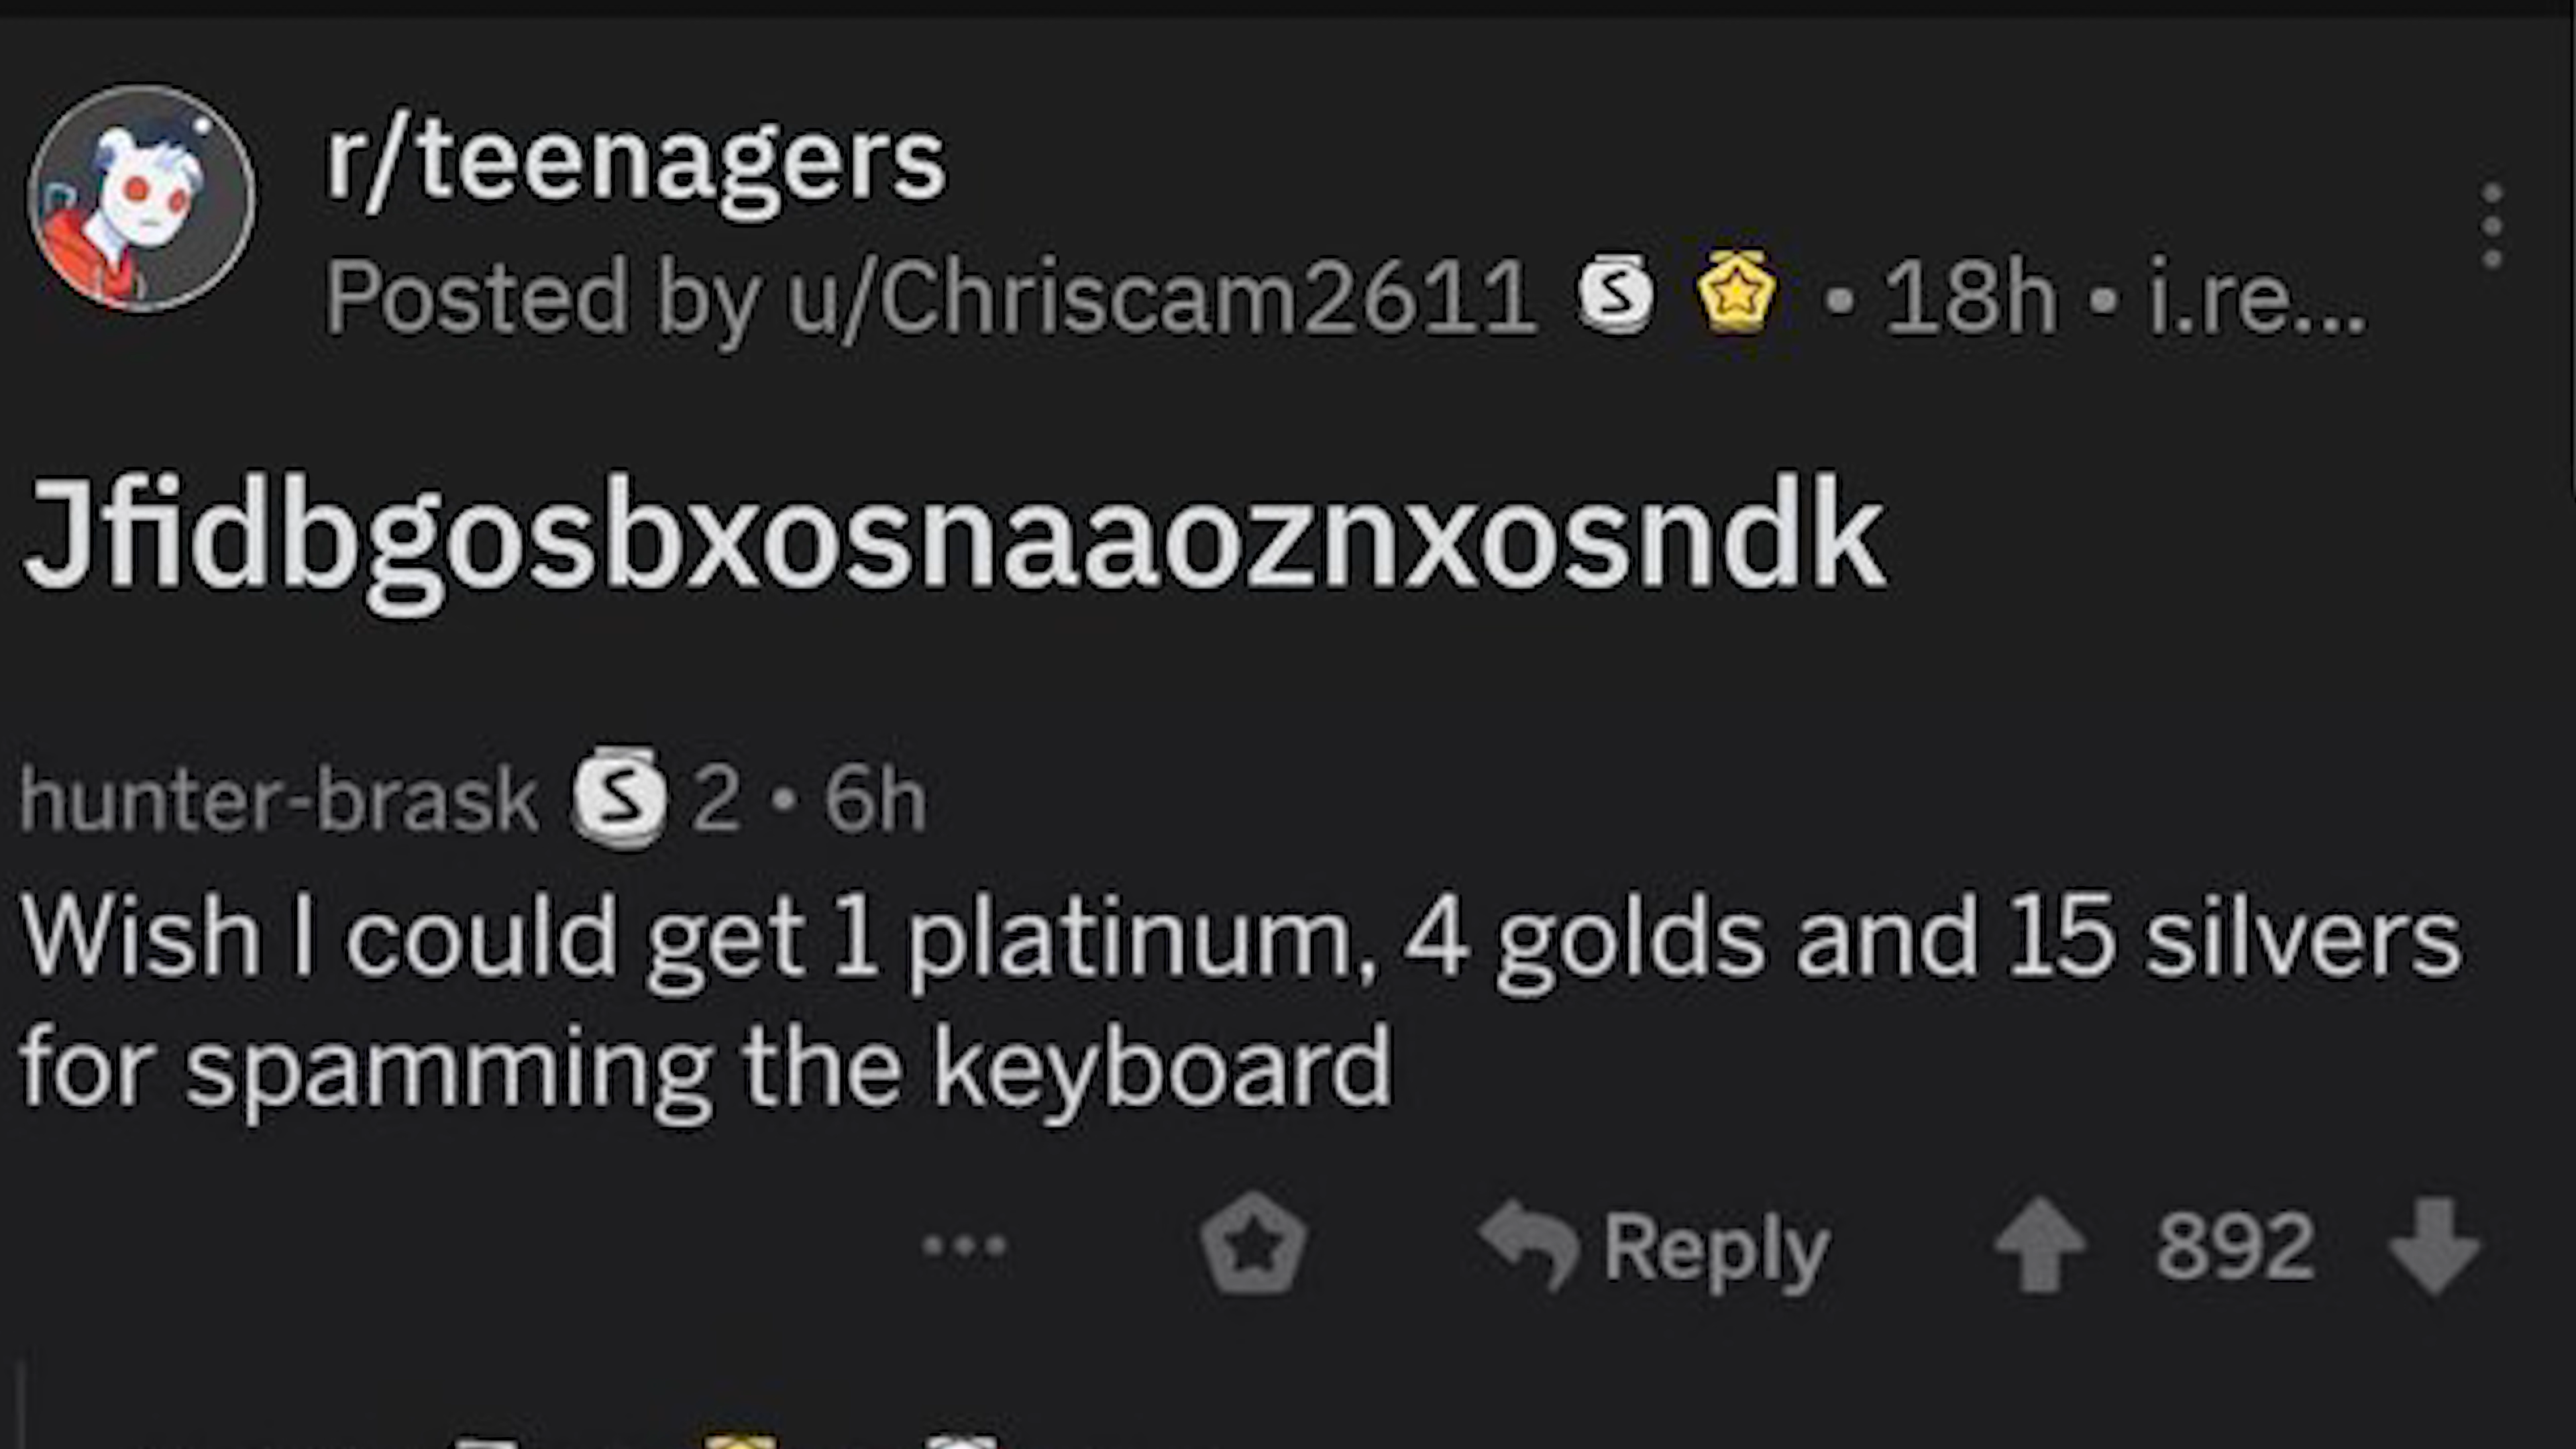 r/teenagers
Posted by u/Chriscam2611 S • 18h • i.re...
Jfidbgosbxosnaaoznxosndk
hunter-brask S 2 • 6h
Wish I could get 1 platinum, 4 golds and 15 silvers
for spamming the keyboard
Reply 892